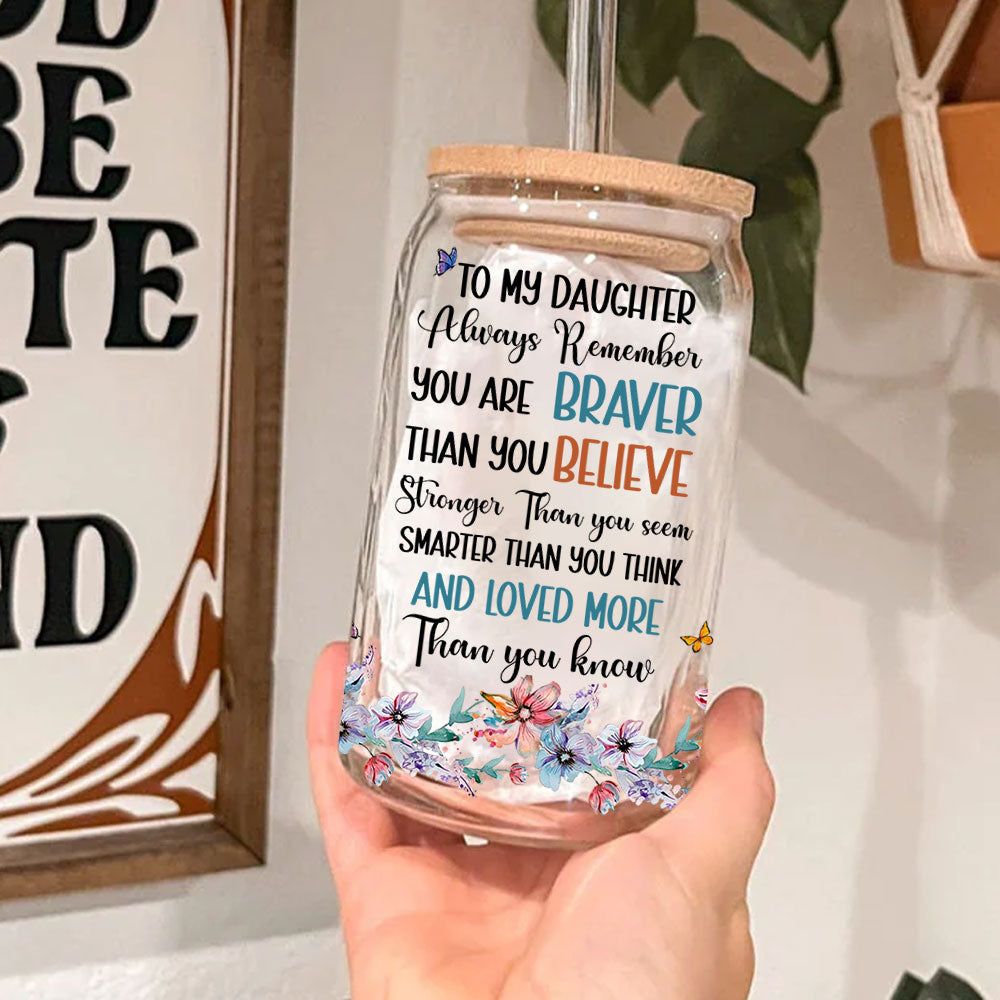 BE
TO MY DAUGHTER
Always Remember
YOU ARE BRAVER
THAN YOU BELIEVE
Stronger Than you seem
SMARTER THAN YOU THINK
AND LOVED MORE
Than you know